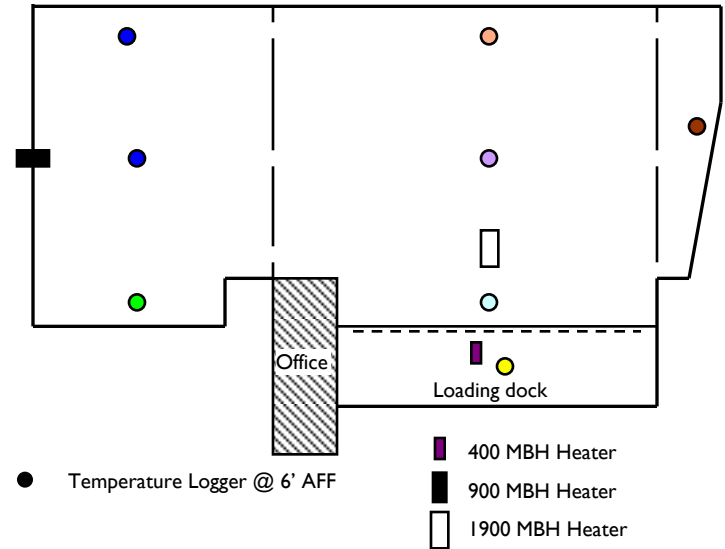 Office
Loading dock
Temperature Logger @ 6' AFF
400 MBH Heater
900 MBH Heater
1900 MBH Heater